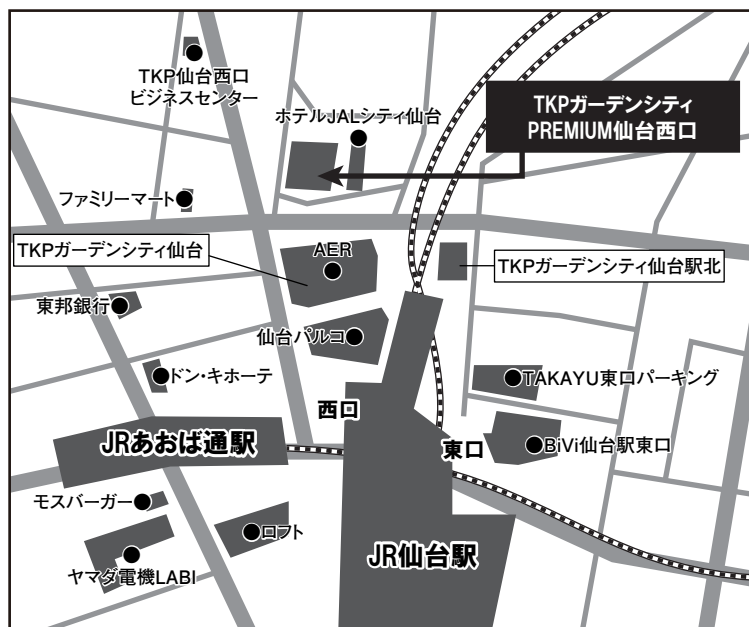 TKP仙台西口
ビジネスセンター
ホテルJALシティ仙台
TKPガーデンシティ
PREMIUM仙台西口
ファミリーマート
TKPガーデンシティ仙台
AER
TKPガーデンシティ仙台駅北
東邦銀行
仙台パルコ
ドン・キホーテ
TAKAYU東口パーキング
西口
JRあおば通駅
東口
BiVi仙台駅東口
モスバーガー
ロフト
JR仙台駅
ヤマダ電機LABI